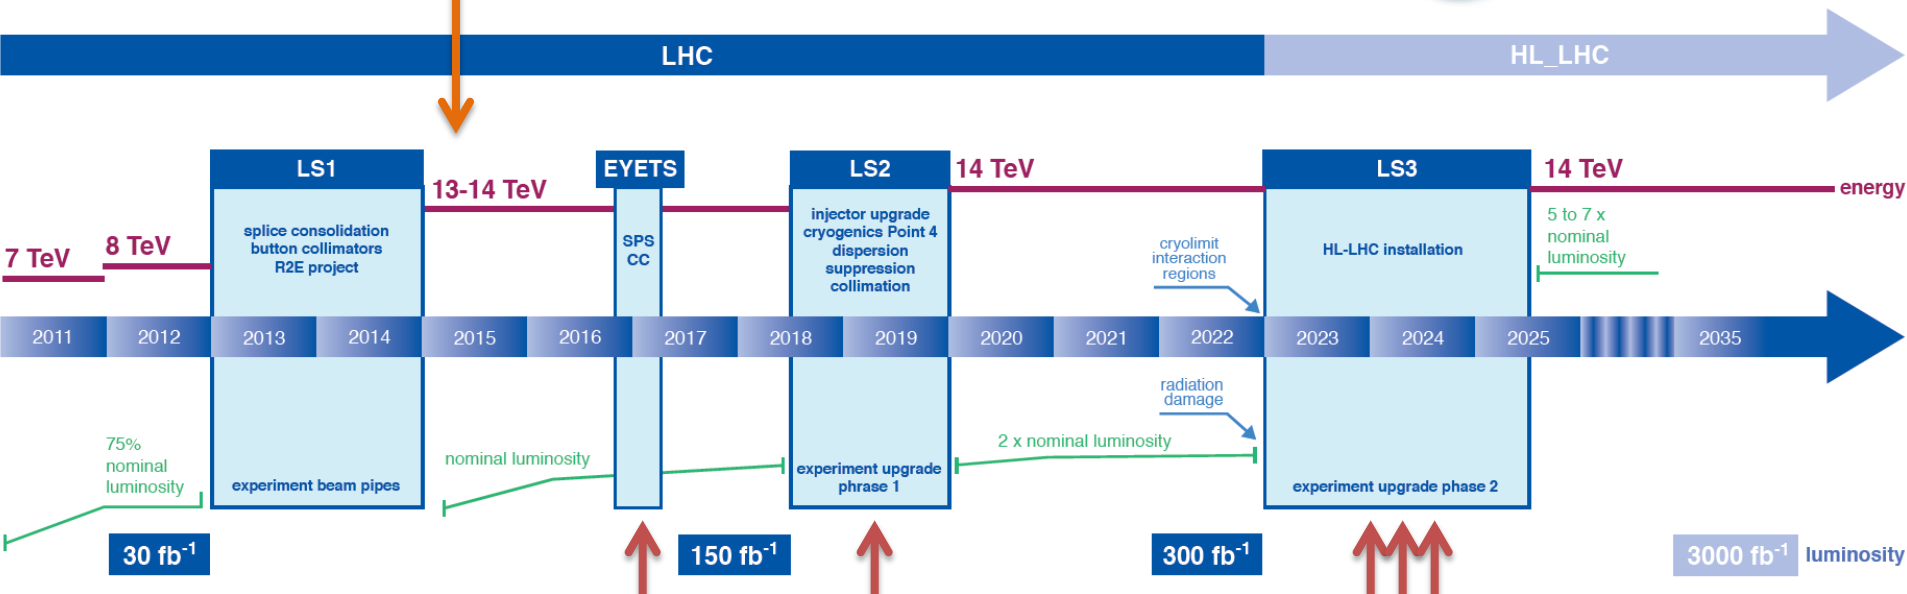 LHC
HL_LHC
LS1
EYETS
LS2
14 TeV
LS3
14 TeV
energy
13-14 TeV
7 TeV
8 TeV
splice consolidation
button collimators
R2E project
SPS
CC
injector upgrade
cryogenics Point 4
dispersion
suppression
collimation
cryolimit
interaction
regions
HL-LHC installation
5 to 7 x
nominal
luminosity
2011
2012
2013
2014
2015
2016
2017
2018
2019
2020
2021
2022
2023
2024
2025
2035
radiation
damage
75%
nominal
luminosity
experiment beam pipes
nominal luminosity
experiment upgrade
phrase 1
2 x nominal luminosity
experiment upgrade phase 2
30 fb⁻¹
150 fb⁻¹
300 fb⁻¹
3000 fb⁻¹
luminosity